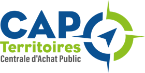 CAP
Territoires
Centrale d'Achat Public